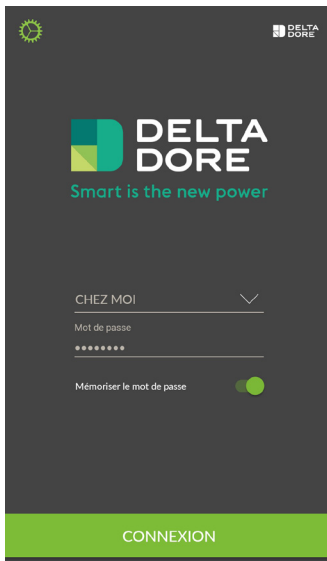 DELTA
DORE
DELTA
DORE
Smart is the new power
CHEZ MOI
Mot de passe
••••••••
Mémoriser le mot de passe
CONNEXION